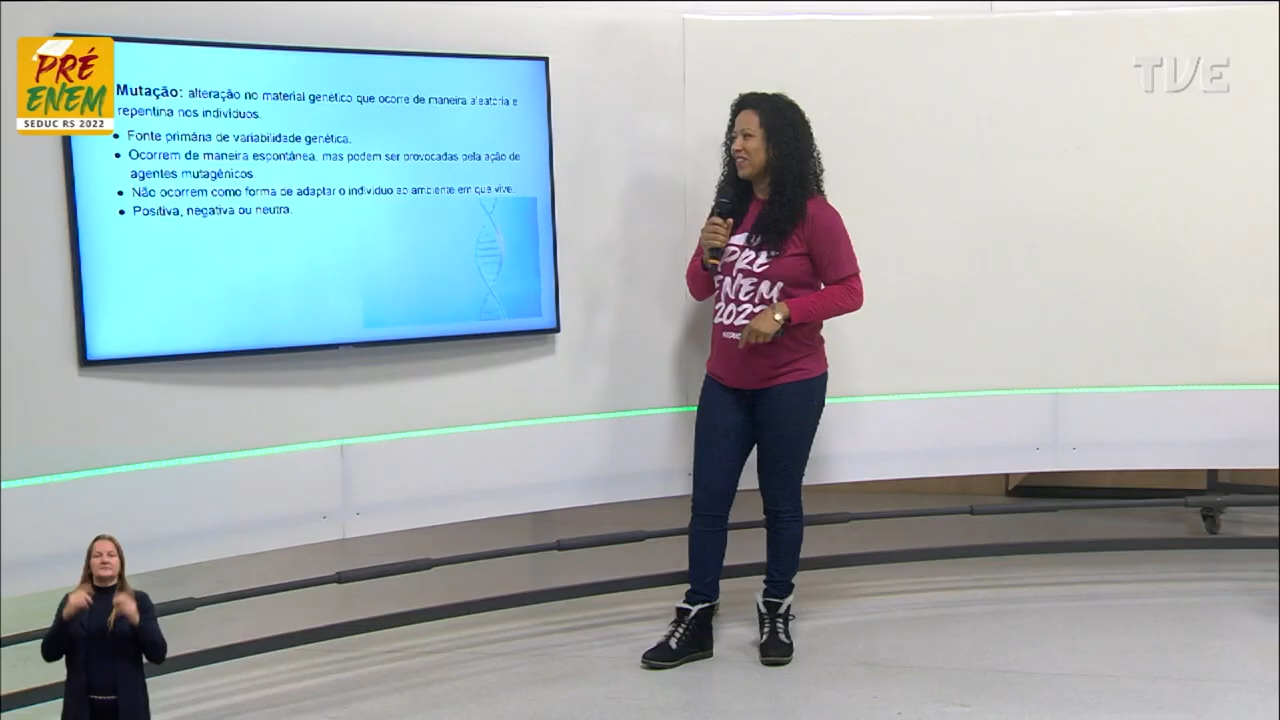 PRÉ
ENEM
SEDUC RS 2022
TVE
Mutação: alteração no material genético que ocorre de maneira aleatória e
repentina nos indivíduos.
• Fonte primária de variabilidade genética.
• Ocorrem de maneira espontânea, mas podem ser provocadas pela ação de
agentes mutagênicos.
• Não ocorrem como forma de adaptar o indivíduo ao ambiente em que vive.
• Positiva, negativa ou neutra.
PRÉ
ENEM
2022